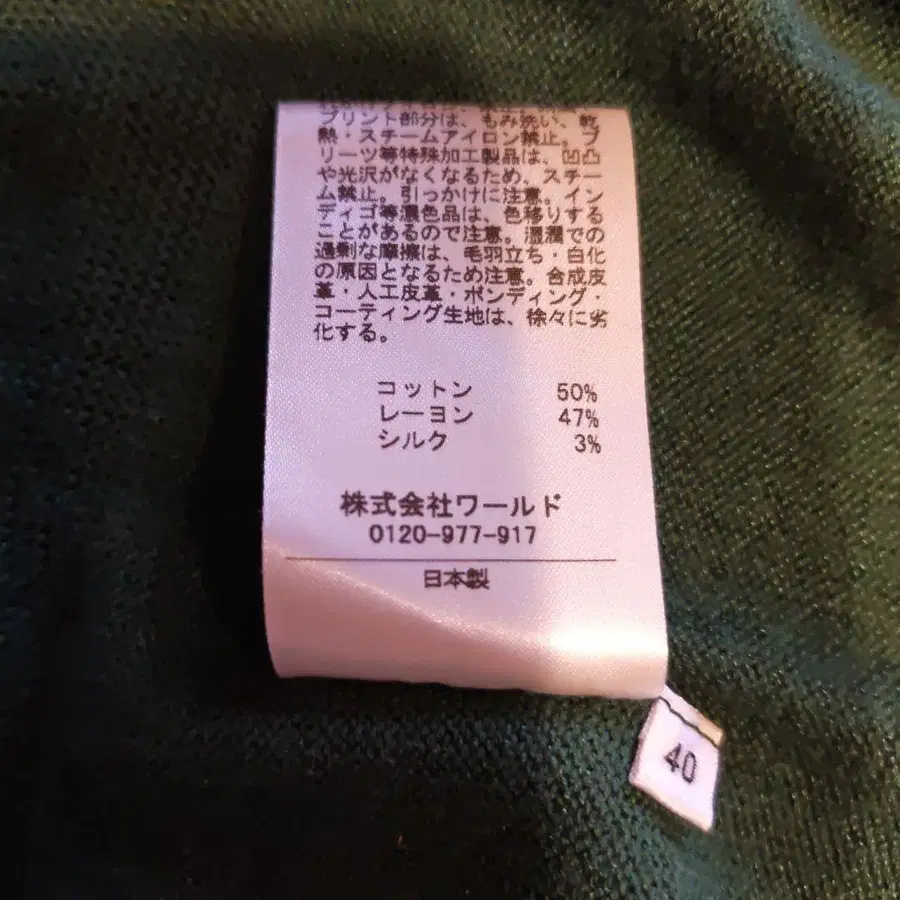 プリント部分は、もみ洗い、乾
熱・スチームアイロン禁止。プ
リーツ等特殊加工製品は、凹凸
や光沢がなくなるため、スチー
ム禁止。引っかけに注意。イン
ディゴ等濃色品は、色移りする
ことがあるので注意。湿潤での
過剰な摩擦は、毛羽立ち・白化
の原因となるため注意。合成皮
革・人工皮革・ボンディング・
コーティング生地は、徐々に劣
化する。
コットン 50%
レーヨン 47%
シルク 3%
株式会社ワールド
0120-977-917
日本製
40